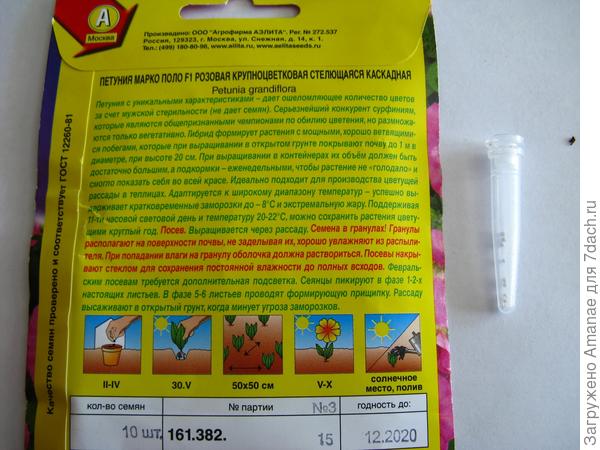 А
Москва
Произведено: ООО "Агрофирма АЭЛИТА". Рег. № 272.537
Россия, 129323, г. Москва ул. Снежная, д. 14, к. 1.
Тел. (499) 180-80-96, www.ailita.ru, www.aelitaseeds.ru
ПЕТУНИЯ МАРКО ПОЛО F1 РОЗОВАЯ КРУПНОЦВЕТКОВАЯ СТЕЛЮЩАЯСЯ КАСКАДНАЯ
Petunia grandiflora
Петуния с уникальными характеристиками – дает ошеломляющее количество цветов
за счет мужской стерильности (не дает семян). Серьезнейший конкурент сурфиниям,
которые являются общепризнанными чемпионами по обилию цветения, но размножа-
ются только вегетативно. Гибрид формирует растения с мощными, хорошо ветвящими-
ся побегами, которые при выращивании в открытом грунте покрывают почву до 1 м в
диаметре, при высоте 20 см. При выращивании в контейнерах их объём должен быть
достаточно большим, а подкормки – еженедельными, чтобы растение не «голодало» и
смогло показать себя во всей красе. Идеально подходит для производства цветущей
рассады в теплицах. Адаптируется к широкому диапазону температур – успешно вы-
держивает кратковременные заморозки до – 8°С и экстремальную жару. Поддерживая
11-ти часовой световой день и температуру 20-22°С, можно сохранить растения цвету-
щими круглый год. Посев. Выращивается через рассаду. Семена в гранулах! Гранулы
располагают на поверхности почвы, не заделывая их, хорошо увлажняют из распыли-
теля. При попадании влаги на гранулу оболочка должна раствориться. Посевы накры-
вают стеклом для сохранения постоянной влажности до полных всходов. Февраль-
ским посевам требуется дополнительная подсветка. Сеянцы пикируют в фазе 1-2-х
настоящих листьев. В фазе 5-6 листьев проводят формирующую прищипку. Рассаду
высаживают в открытый грунт, когда минует угроза заморозков.
II-IV
30.V
50x50 см
V-X
солнечное
место, полив
кол-во семян
№ партии
№3
годность до:
10 шт.
161.382.
15
12.2020
Качество семян проверено и соответствует ГОСТ 12260-81
Загружено Amanae для 7dach.ru